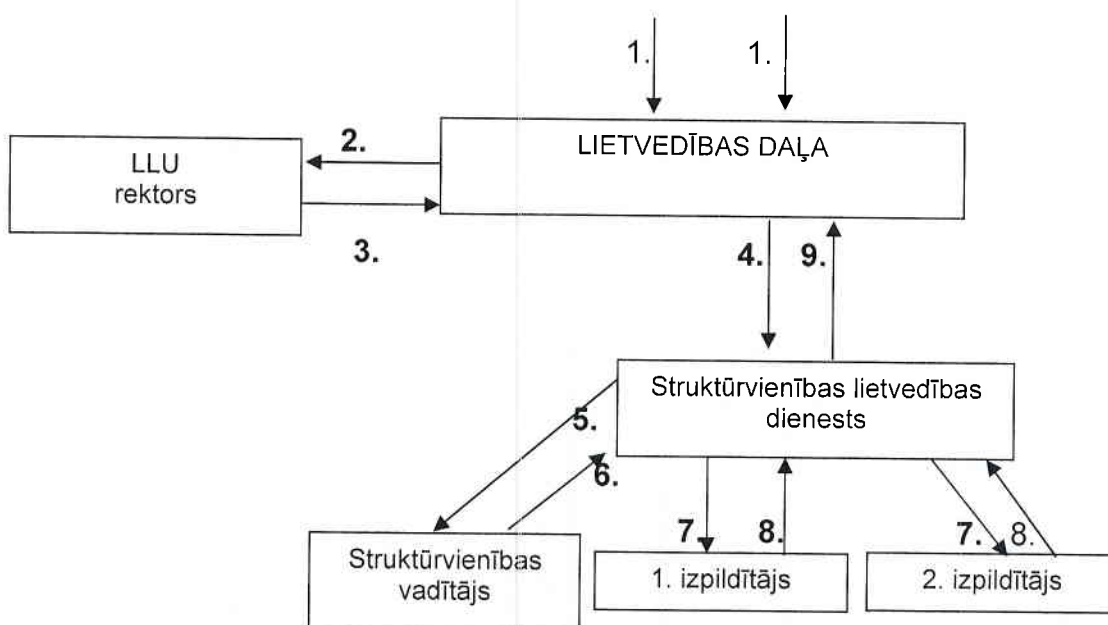 1. 1.
LIETVEDĪBAS DAĻA
2.
LLU
rektors
3.
4. 9.
Struktūrvienības lietvedības
dienests
5.
6.
7. 8. 7. 8.
Struktūrvienības
vadītājs
1. izpildītājs
2. izpildītājs